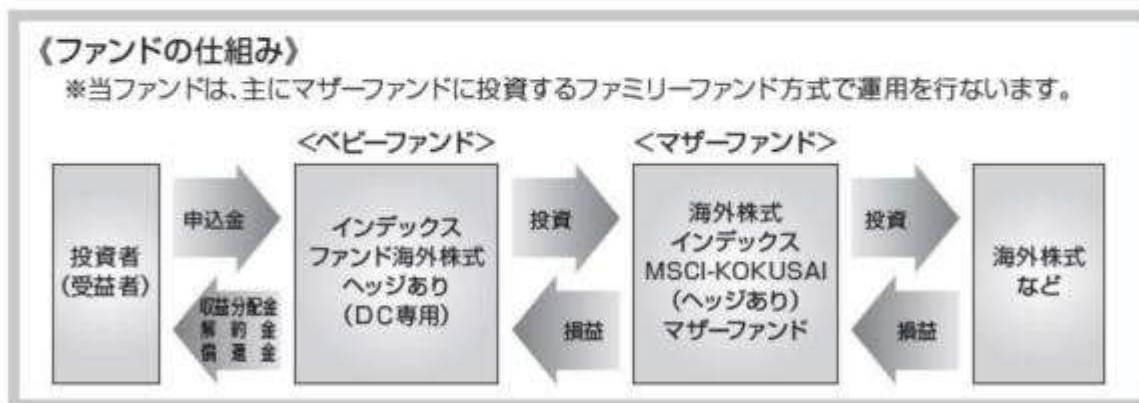 《ファンドの仕組み》
※当ファンドは、主にマザーファンドに投資するファミリーファンド方式で運用を行ないます。
<ベビーファンド>
<マザーファンド>
投資者
(受益者)
申込金
収益分配金
解約金
償還金
インデックス
ファンド海外株式
ヘッジあり
(DC専用)
投資
損益
海外株式
インデックス
MSCI-KOKUSAI
(ヘッジあり)
マザーファンド
投資
損益
海外株式
など